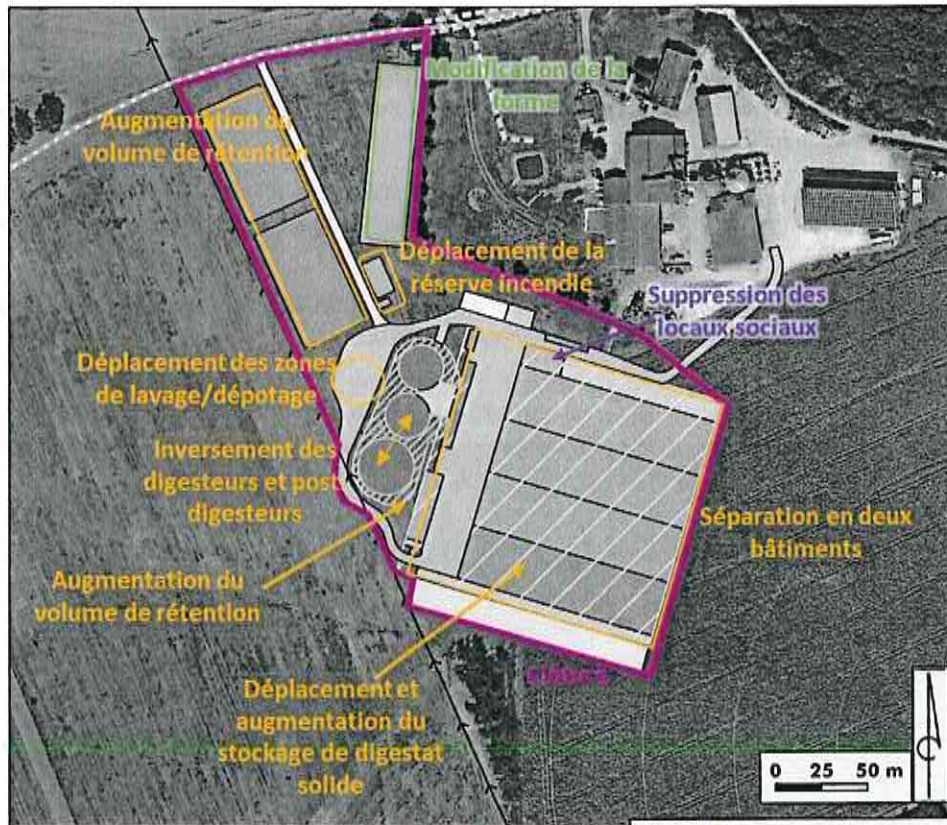 Modification de la
forme
Augmentation du
volume de rétention
Déplacement de la
réserve incendie
Suppression des
locaux sociaux
Déplacement des zones
de lavage/dépotage
Inversement des
digesteurs et post
digesteurs
Séparation en deux
bâtiments
Augmentation du
volume de rétention
Déplacement et
augmentation du
stockage de digestat
solide
0 25 50 m